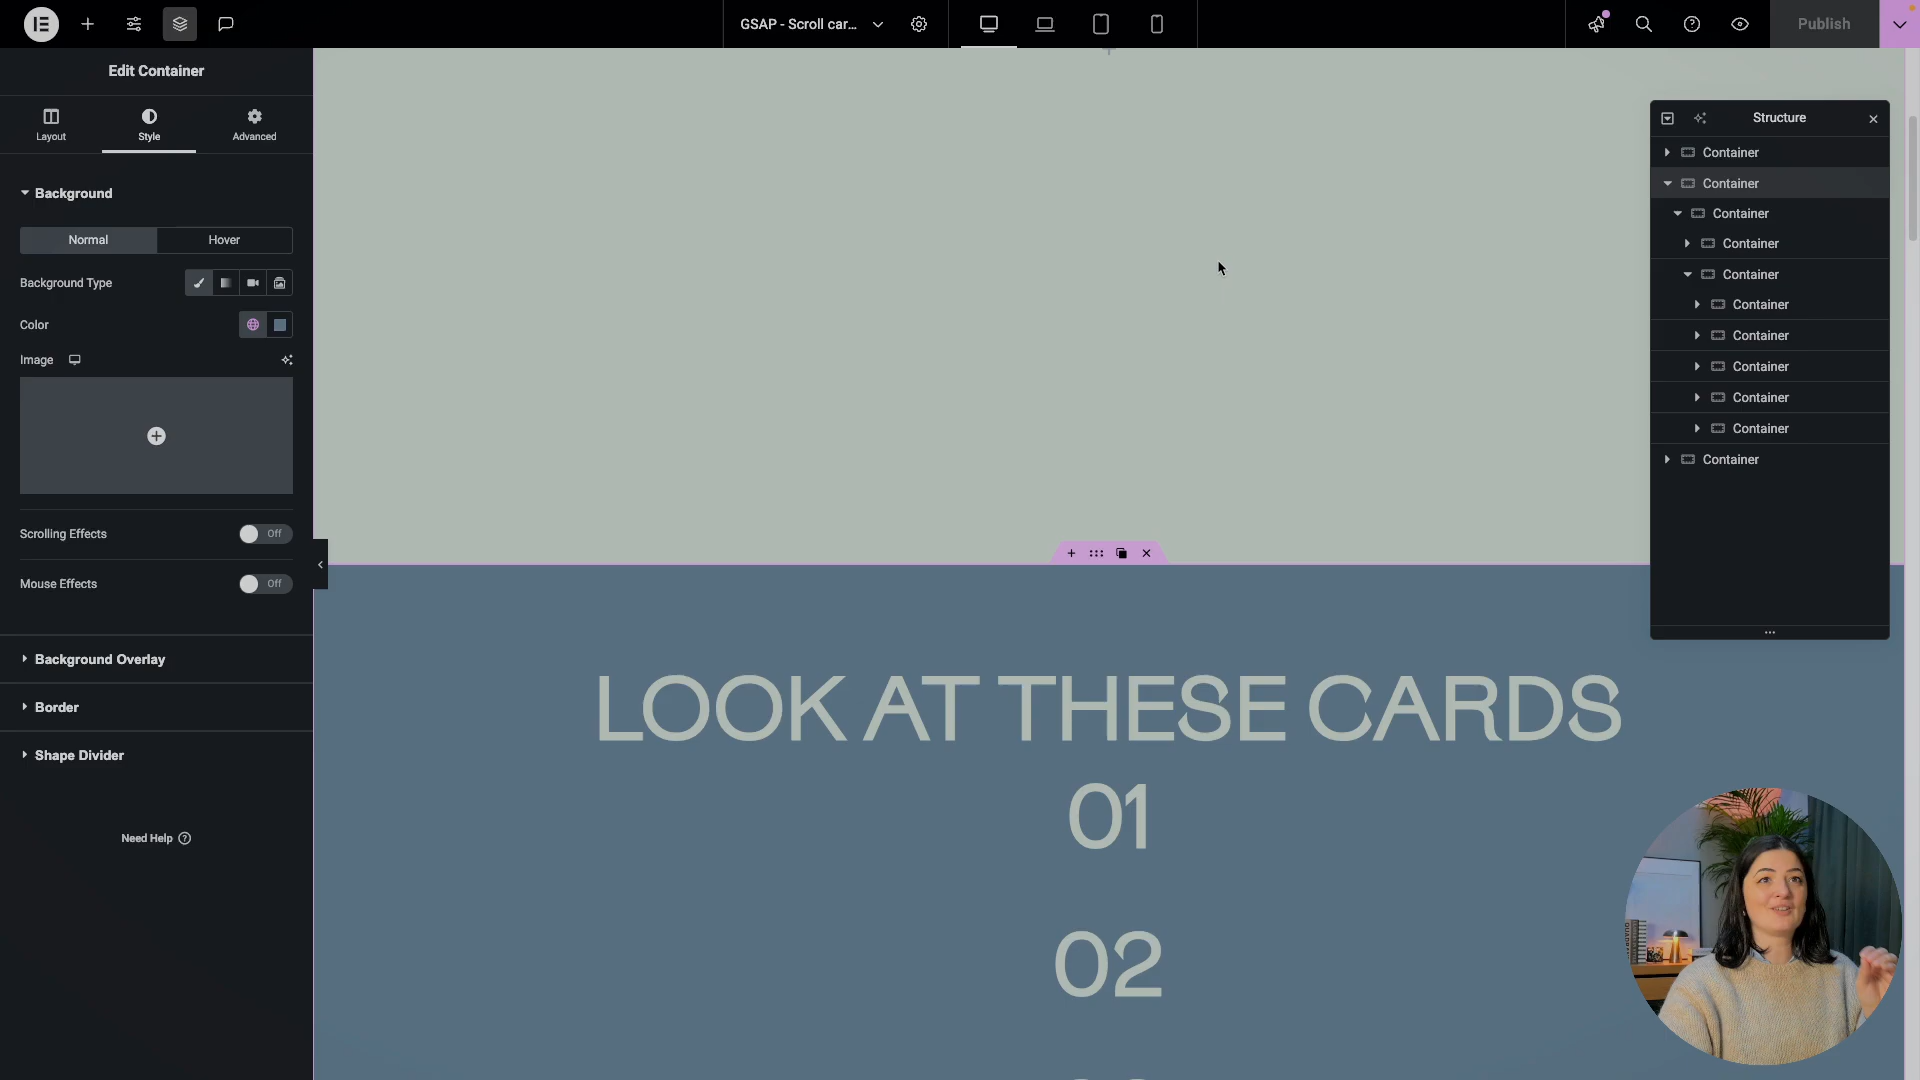 GSAP - Scroll car...
Publish
Edit Container
Layout
Style
Advanced
Background
Normal
Hover
Background Type
Color
Image
Scrolling Effects
Off
Mouse Effects
Off
Background Overlay
Border
Shape Divider
Need Help
LOOK AT THESE CARDS
01
02
Structure
Container
Container
Container
Container
Container
Container
Container
Container
Container
Container
Container